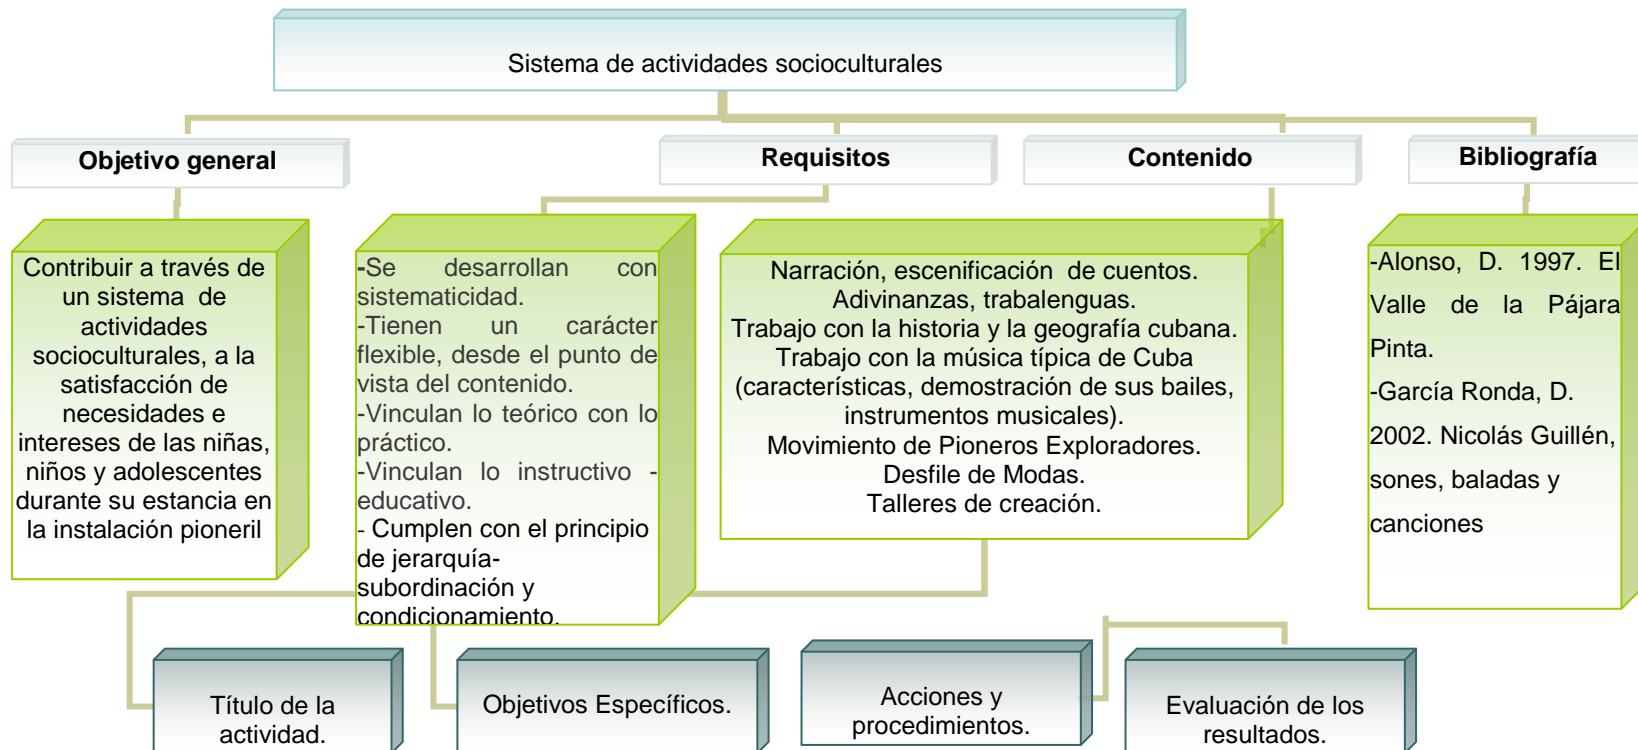 Sistema de actividades socioculturales
Objetivo general
Requisitos
Contenido
Bibliografía
Contribuir a través de
un sistema de
actividades
socioculturales, a la
satisfacción de
necesidades e
intereses de las niñas,
niños y adolescentes
durante su estancia en
la instalación pioneril
-Se desarrollan con
sistematicidad.
-Tienen un carácter
flexible, desde el punto de
vista del contenido.
-Vinculan lo teórico con lo
práctico.
-Vinculan lo instructivo -
educativo.
- Cumplen con el principio
de jerarquía-
subordinación y
condicionamiento.
Narración, escenificación de cuentos.
Adivinanzas, trabalenguas.
Trabajo con la historia y la geografía cubana.
Trabajo con la música típica de Cuba
(características, demostración de sus bailes,
instrumentos musicales).
Movimiento de Pioneros Exploradores.
Desfile de Modas.
Talleres de creación.
-Alonso, D. 1997. El
Valle de la Pájara
Pinta.
-García Ronda, D.
2002. Nicolás Guillén,
sones, baladas y
canciones
Título de la
actividad.
Objetivos Específicos.
Acciones y
procedimientos.
Evaluación de los
resultados.